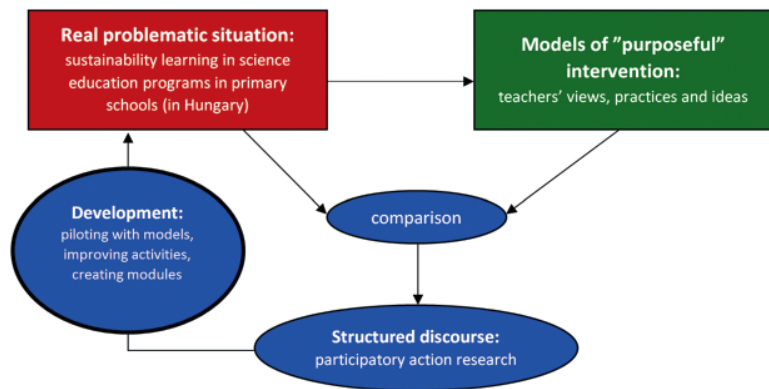 Real problematic situation:
sustainability learning in science
education programs in primary
schools (in Hungary)
Models of ”purposeful”
intervention:
teachers’ views, practices and ideas
comparison
Development:
piloting with models,
improving activities,
creating modules
Structured discourse:
participatory action research